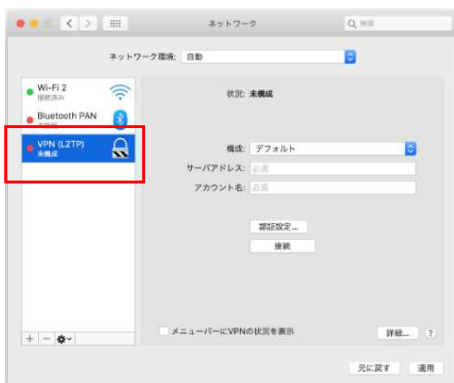 ネットワーク
検索
ネットワーク環境: 自動
Wi-Fi 2
接続済み
Bluetooth PAN
VPN (L2TP)
未構成
状況: 未構成
構成: デフォルト
サーバアドレス: 必須
アカウント名: 必須
認証設定...
接続
メニューバーにVPNの状況を表示
詳細... ?
元に戻す 適用